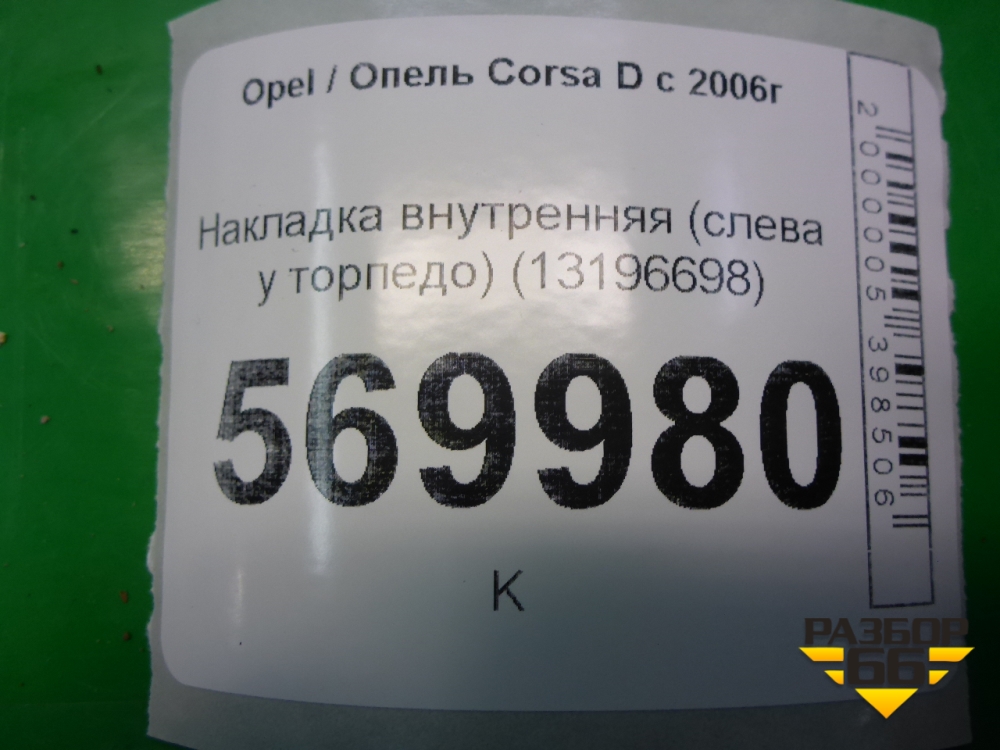 Opel / Опель Corsa D с 2006г
Накладка внутренняя (слева
у торпедо) (13196698)
569980
К
2000005398506
РАЗБОР
66